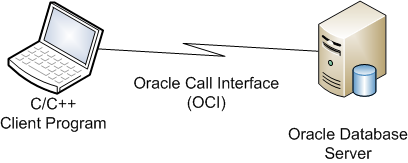 Oracle Call Interface
(OCI)
C/C++
Client Program
Oracle Database
Server